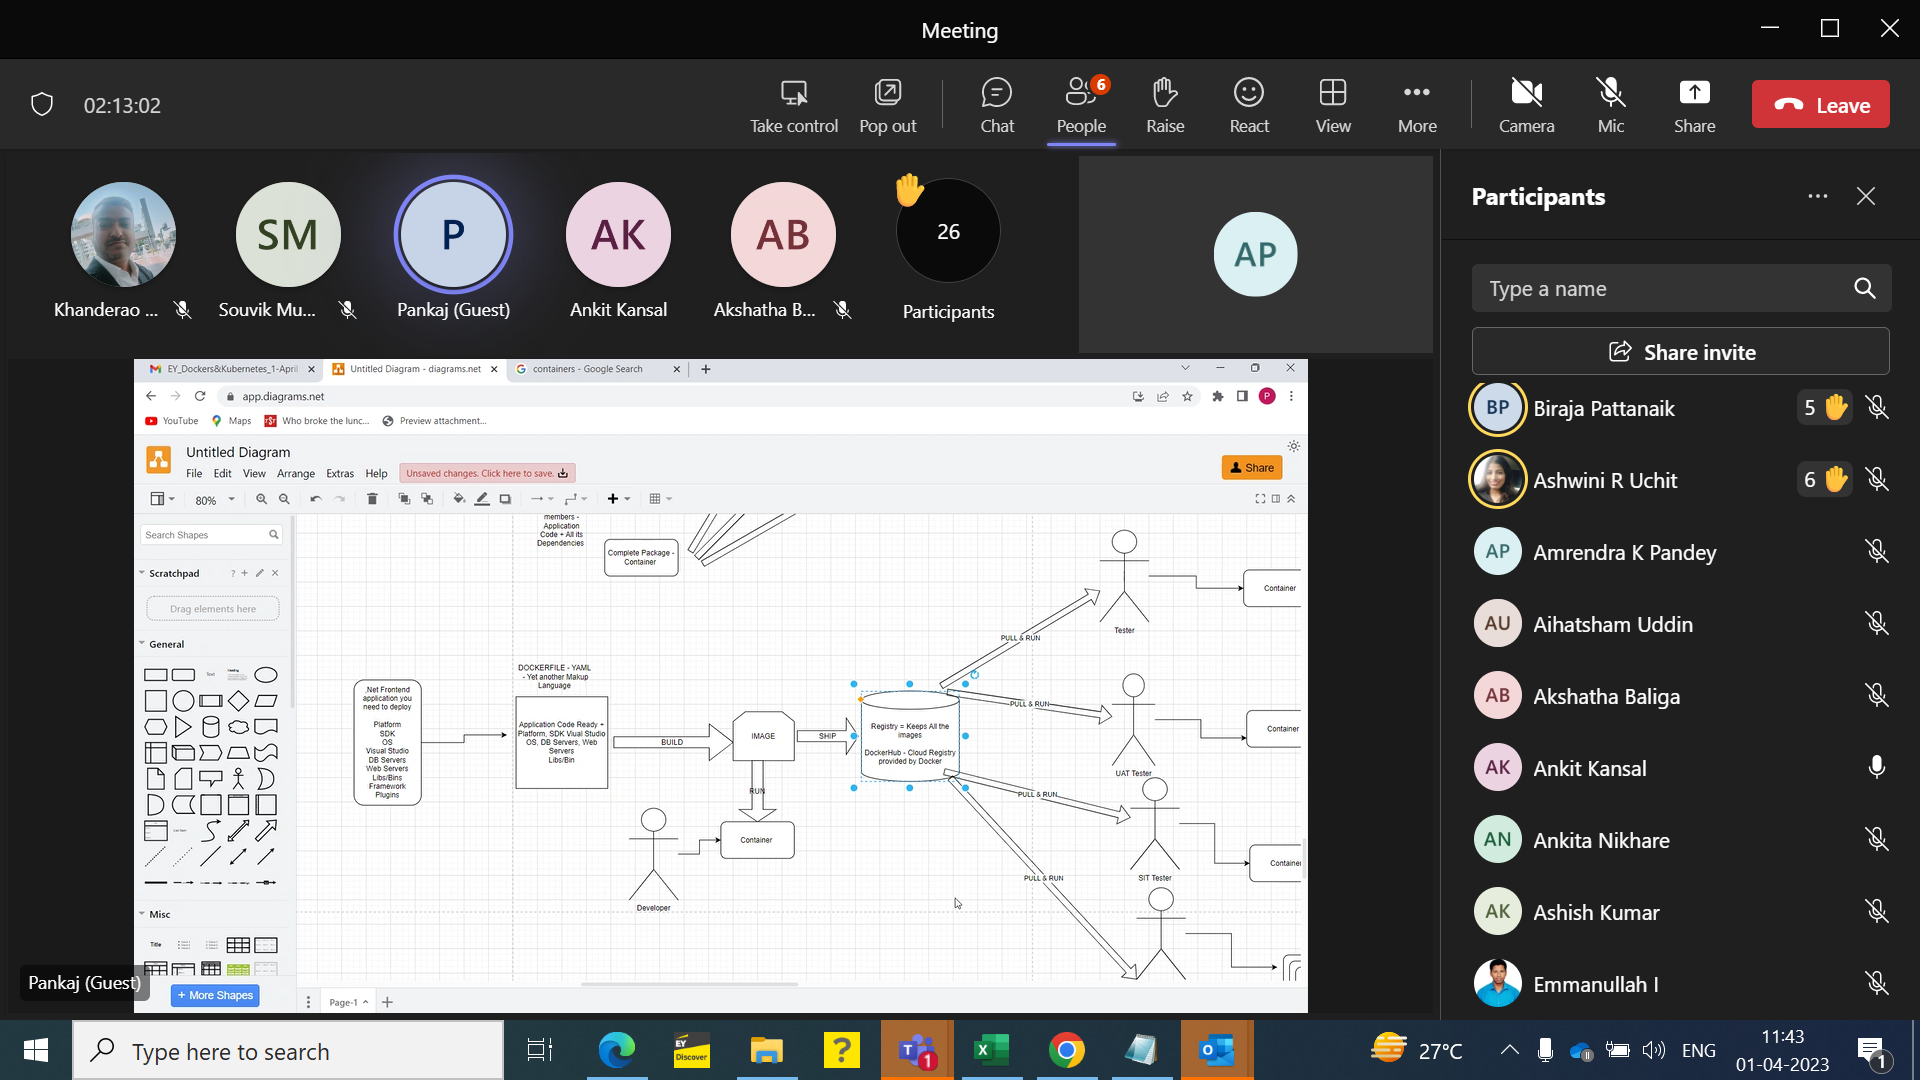 Meeting
02:13:02
Take control
Pop out
Chat
People
6
Raise
React
View
More
Camera
Mic
Share
Leave
SM
P
AK
AB
26
AP
Khanderao ...
Souvik Mu...
Pankaj (Guest)
Ankit Kansal
Akshatha B...
Participants
Participants
Type a name
Share invite
BP
Biraja Pattanaik
5
Ashwini R Uchit
6
AP
Amrendra K Pandey
AU
Aihatsham Uddin
AB
Akshatha Baliga
AK
Ankit Kansal
AN
Ankita Nikhare
AK
Ashish Kumar
Emmanullah I
EY_Dockers&Kubernetes_1-April
Untitled Diagram - diagrams.net
containers - Google Search
app.diagrams.net
P
YouTube
Maps
Who broke the lunc...
Preview attachment...
Untitled Diagram
File
Edit
View
Arrange
Extras
Help
Unsaved changes. Click here to save.
Share
80%
Search Shapes
Scratchpad
?
Drag elements here
General
Text
Heading
List Item
Misc
Title
+ More Shapes
Page-1
members -
Application
Code + All its
Dependencies
Complete Package -
Container
.Net Frontend
application you
need to deploy
Platform
SDK
OS
Visual Studio
DB Servers
Web Servers
Libs/Bins
Framework
Plugins
DOCKERFILE - YAML
- Yet another Makup
Language
Application Code Ready +
Platform, SDK Viual Studio
OS, DB Servers, Web
Servers
Libs/Bin
BUILD
IMAGE
SHIP
RUN
Container
Developer
Registry = Keeps All the
images
DockerHub - Cloud Registry
provided by Docker
PULL & RUN
PULL & RUN
PULL & RUN
PULL & RUN
Tester
Container
UAT Tester
Container
SIT Tester
Container
Pankaj (Guest)
Type here to search
EY
Discover
?
T
1
27°C
ENG
11:43
01-04-2023
1